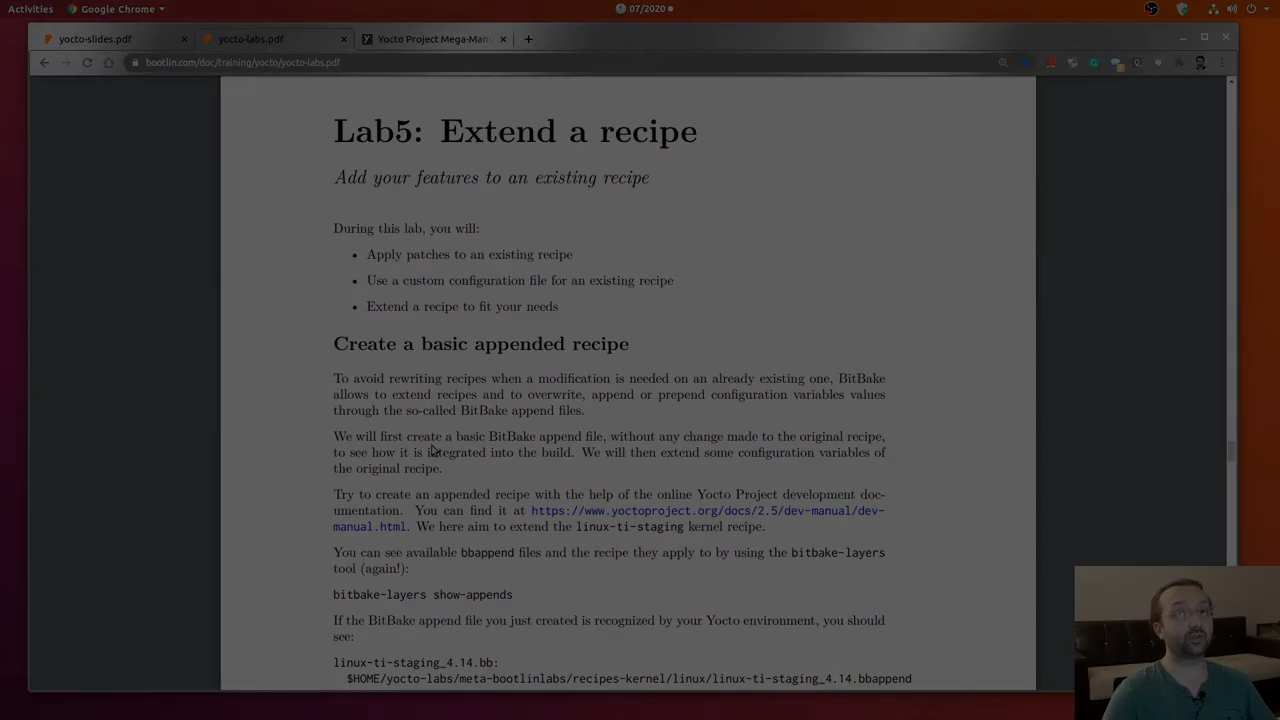 Activities
Google Chrome
07/2020
yocto-slides.pdf
yocto-labs.pdf
Yocto Project Mega-Man
bootlin.com/doc/training/yocto/yocto-labs.pdf
Lab5: Extend a recipe
Add your features to an existing recipe
During this lab, you will:
• Apply patches to an existing recipe
• Use a custom configuration file for an existing recipe
• Extend a recipe to fit your needs
Create a basic appended recipe
To avoid rewriting recipes when a modification is needed on an already existing one, BitBake
allows to extend recipes and to overwrite, append or prepend configuration variables values
through the so-called BitBake append files.
We will first create a basic BitBake append file, without any change made to the original recipe,
to see how it is integrated into the build. We will then extend some configuration variables of
the original recipe.
Try to create an appended recipe with the help of the online Yocto Project development doc-
umentation. You can find it at https://www.yoctoproject.org/docs/2.5/dev-manual/dev-
manual.html. We here aim to extend the linux-ti-staging kernel recipe.
You can see available bbappend files and the recipe they apply to by using the bitbake-layers
tool (again!):
bitbake-layers show-appends
If the BitBake append file you just created is recognized by your Yocto environment, you should
see:
linux-ti-staging_4.14.bb:
$HOME/yocto-labs/meta-bootlinlabs/recipes-kernel/linux/linux-ti-staging_4.14.bbappend